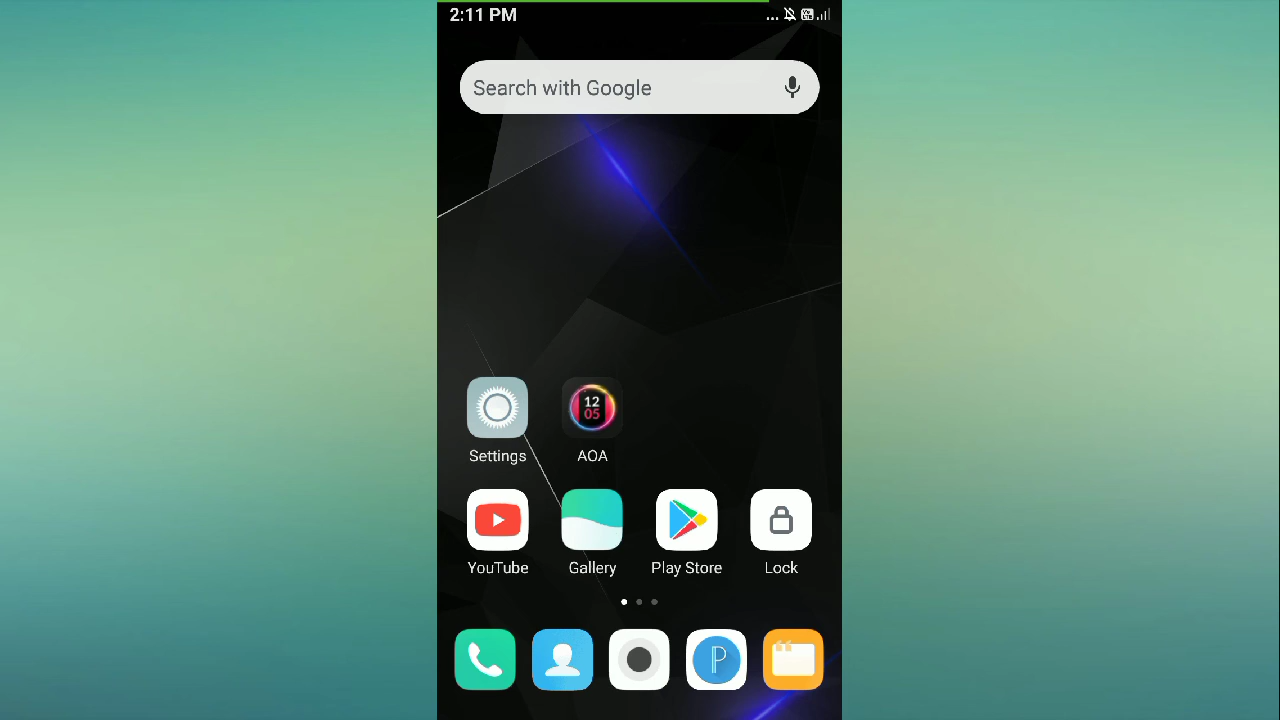 2:11 PM
Search with Google
12
05
Settings
AOA
YouTube
Gallery
Play Store
Lock
P